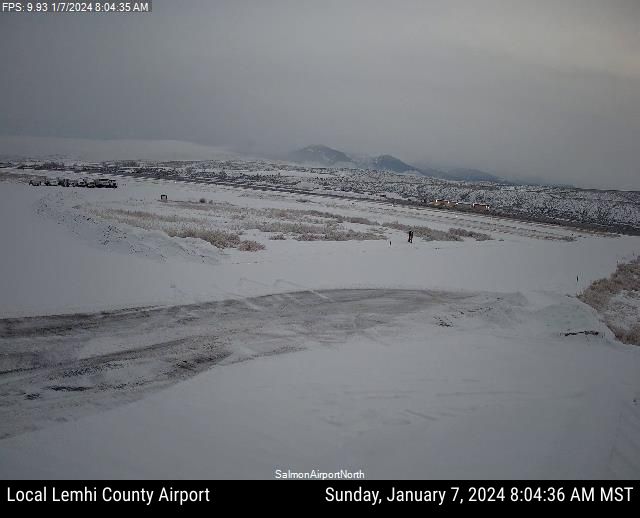 FPS: 9.93 1/7/2024 8:04:35 AM
SalmonAirportNorth
Local Lemhi County Airport Sunday, January 7, 2024 8:04:36 AM MST